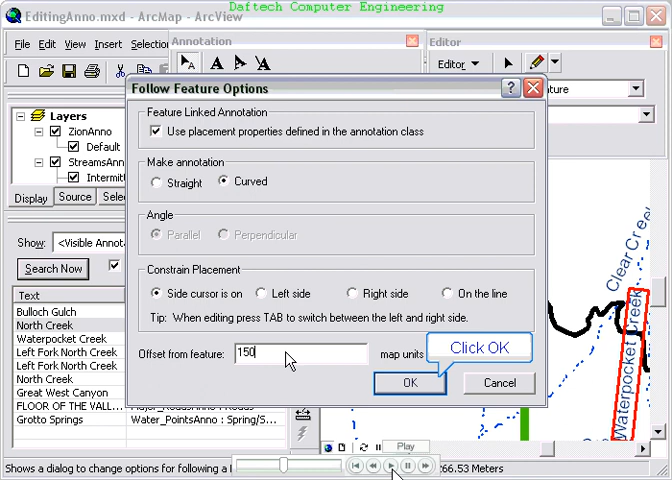 Daftech Computer Engineering
EditingAnno.mxd - ArcMap - ArcView
File Edit View Insert Selection
Annotation
Editor
Editor
Follow Feature Options
Feature Linked Annotation
Use placement properties defined in the annotation class
Make annotation
Straight
Curved
Angle
Parallel
Perpendicular
Constrain Placement
Side cursor is on
Left side
Right side
On the line
Tip: When editing press TAB to switch between the left and right side.
Offset from feature:
150
map units
Click OK
OK
Cancel
Layers
ZionAnno
Default
StreamsAnno
Display
Source
Show:
<Visible Annot
Search Now
Text
Bulloch Gulch
North Creek
Waterpocket Creek
Left Fork North Creek
Left Fork North Creek
North Creek
Great West Canyon
FLOOR OF THE VALL...
Major_RoadsAnno : Roads...
Grotto Springs
Water_PointsAnno : Spring/S...
Clear Creek
Waterpocket Creek
Play
Shows a dialog to change options for following a
266.53 Meters